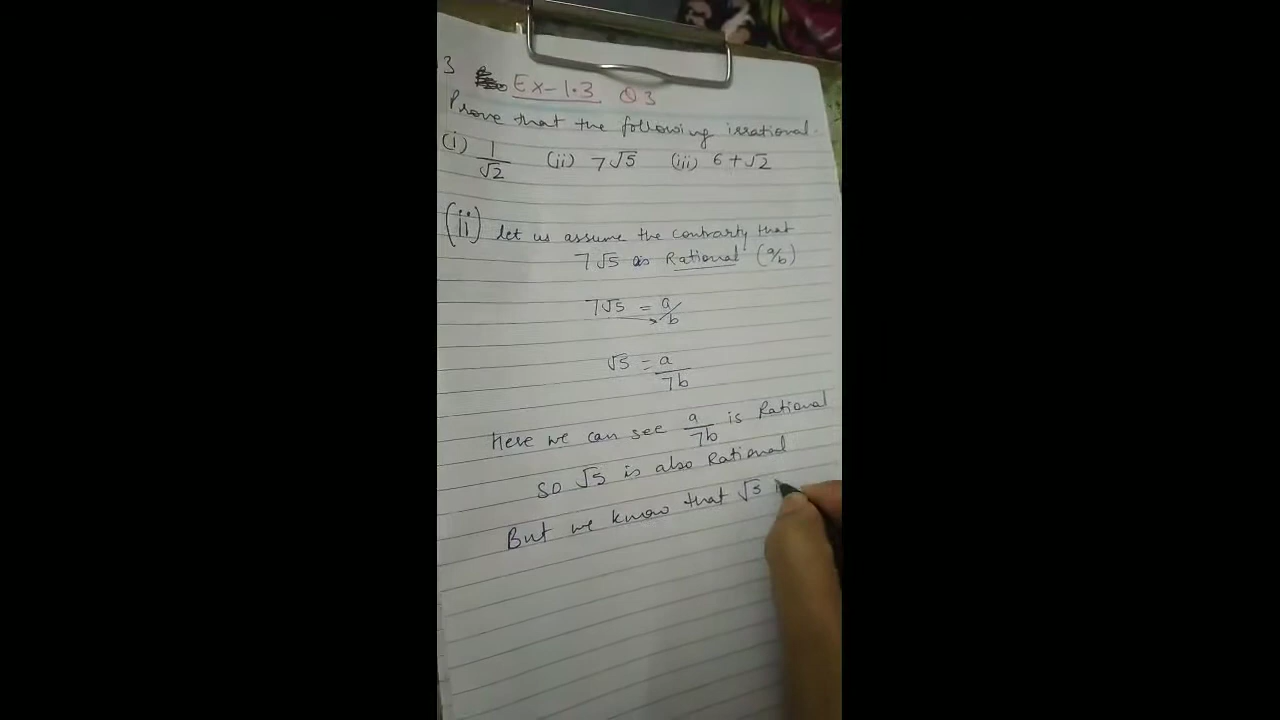 3 Ex-1.3 Q3
Prove that the following irrational.
(i) 1/√2 (ii) 7√5 (iii) 6+√2
(ii) let us assume the contrarty that
7√5 is Rational (a/b)
7√5 = a/b
√5 = a/7b
Here we can see a/7b is Rational
So √5 is also Rational
But we know that √5 i